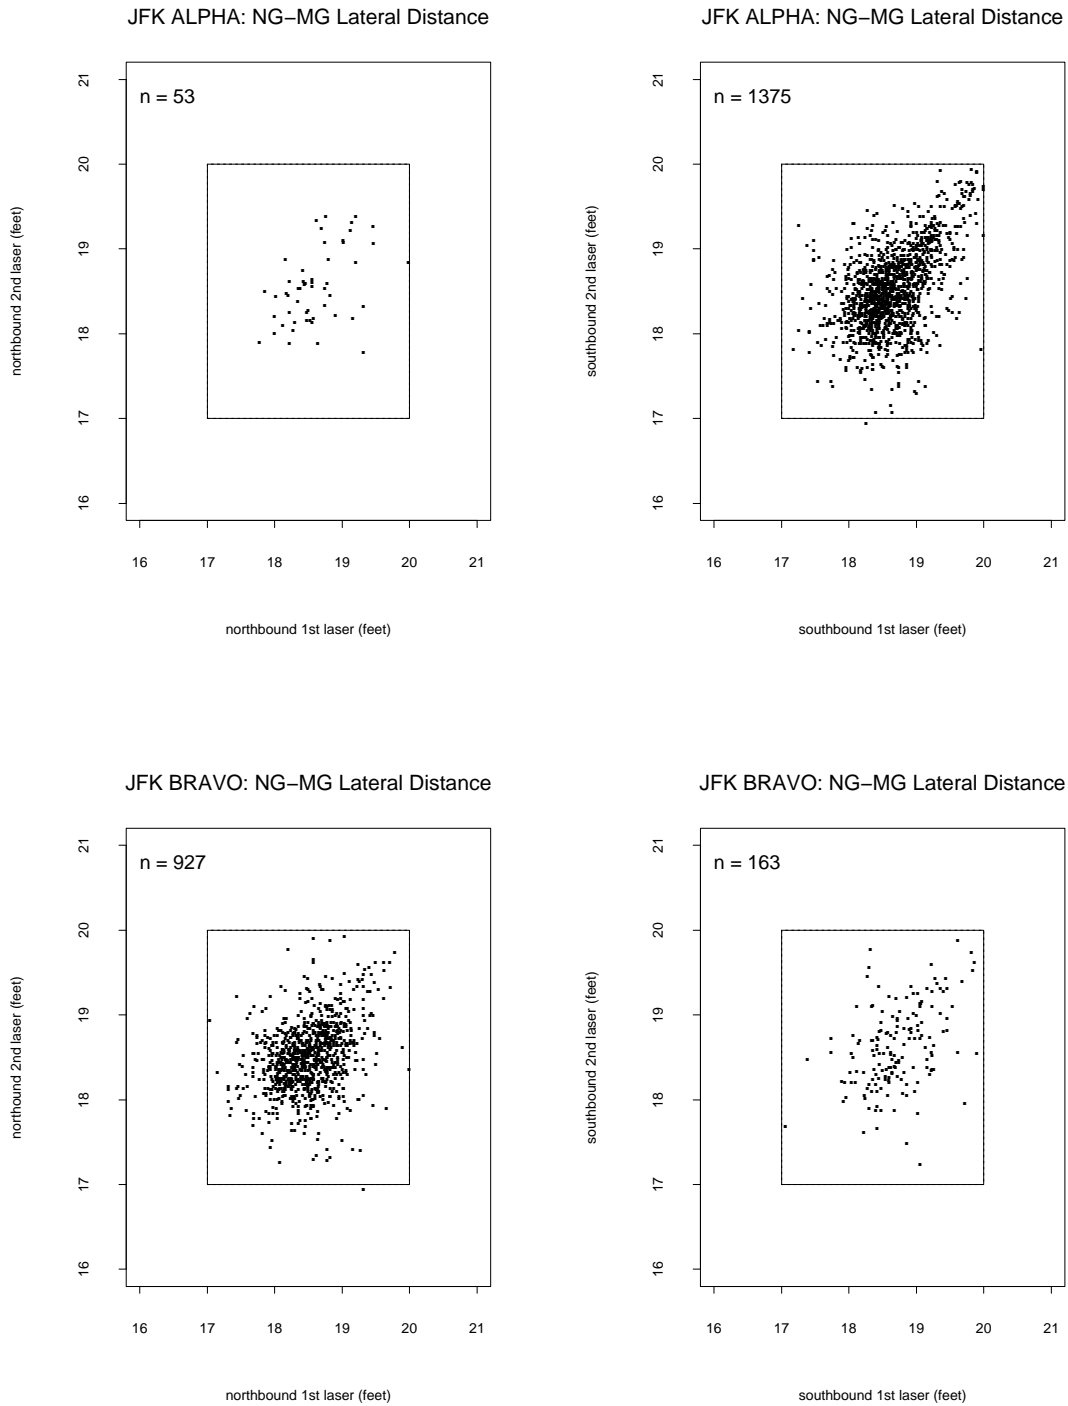 JFK ALPHA: NG−MG Lateral Distance
n = 53
21
20
19
18
17
16
northbound 2nd laser (feet)
16 17 18 19 20 21
northbound 1st laser (feet)
JFK ALPHA: NG−MG Lateral Distance
n = 1375
21
20
19
18
17
16
southbound 2nd laser (feet)
16 17 18 19 20 21
southbound 1st laser (feet)
JFK BRAVO: NG−MG Lateral Distance
n = 927
21
20
19
18
17
16
northound 2nd laser (feet)
16 17 18 19 20 21
northbound 1st laser (feet)
JFK BRAVO: NG−MG Lateral Distance
n = 163
21
20
19
18
17
16
southbound 2nd laser (feet)
16 17 18 19 20 21
southbound 1st laser (feet)